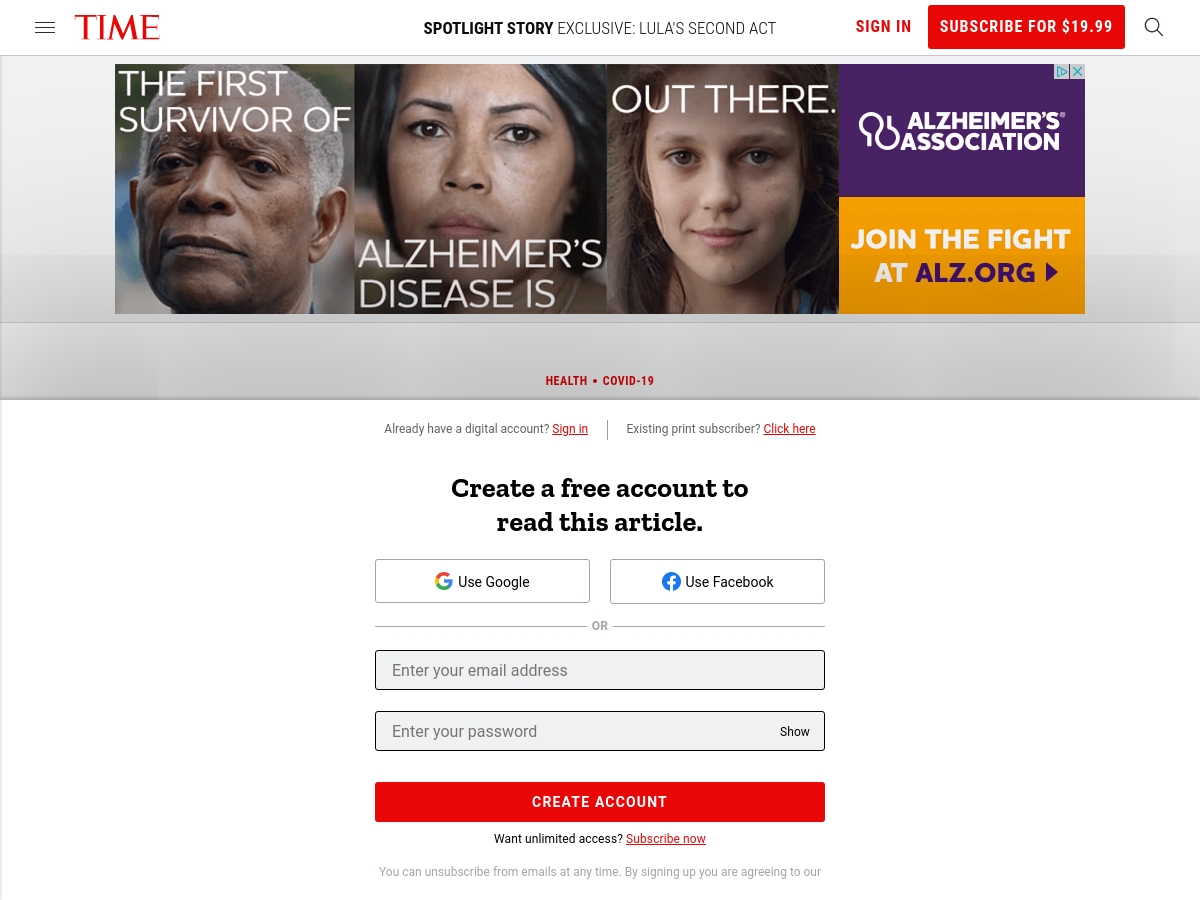 TIME
SPOTLIGHT STORY EXCLUSIVE: LULA'S SECOND ACT
SIGN IN
SUBSCRIBE FOR $19.99
THE FIRST
SURVIVOR OF
ALZHEIMER'S
DISEASE IS
OUT THERE.
ALZHEIMER'S®
ASSOCIATION
JOIN THE FIGHT
AT ALZ.ORG
HEALTH • COVID-19
Already have a digital account? Sign in
Existing print subscriber? Click here
Create a free account to
read this article.
Use Google
Use Facebook
OR
Enter your email address
Enter your password
Show
CREATE ACCOUNT
Want unlimited access? Subscribe now
You can unsubscribe from emails at any time. By signing up you are agreeing to our